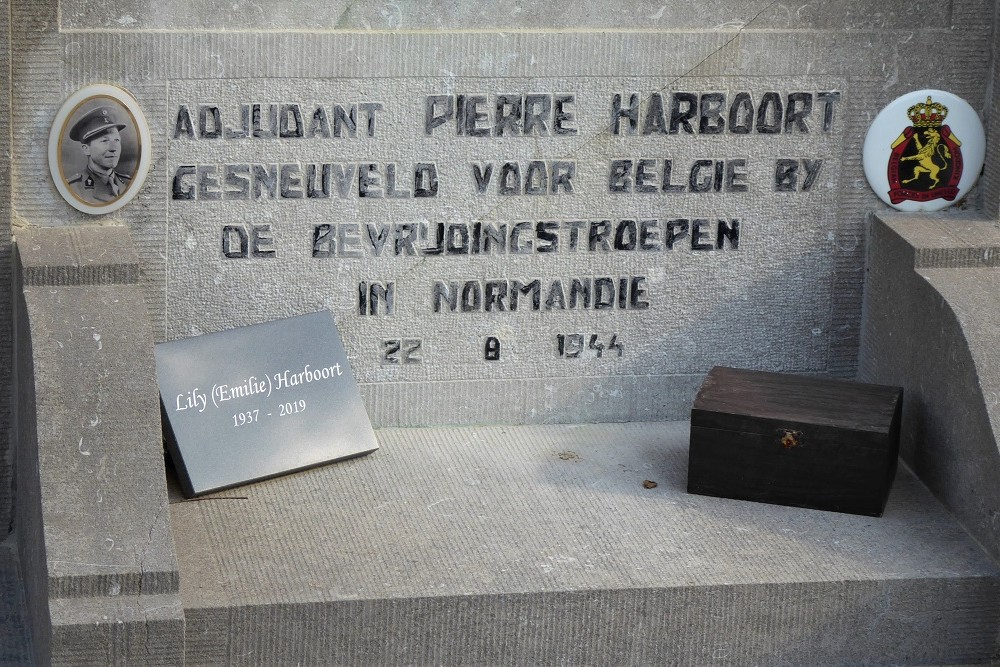 ADJUDANT PIERRE HARBOORT
GESNEUVELD VOOR BELGIE BY
DE BEVRIJDINGSTROEPEN
IN NORMANDIE
22 8 1944
Lily (Emilie) Harboort
1937 - 2019